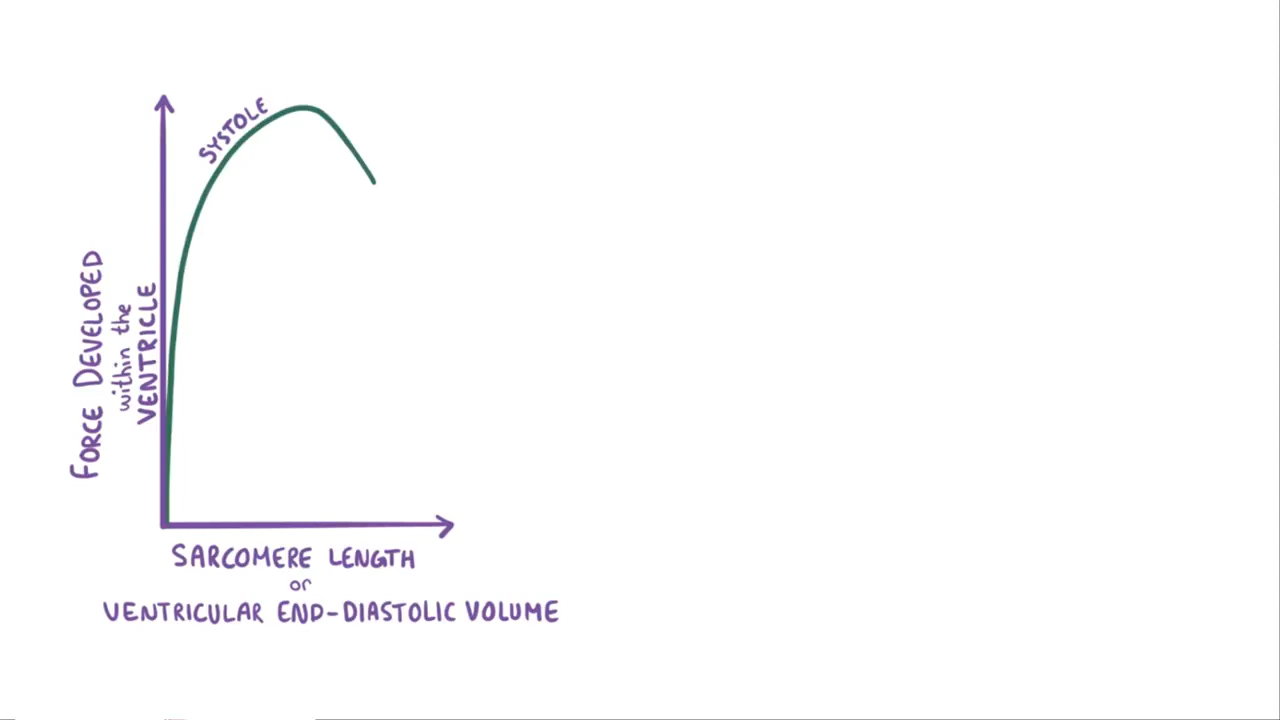 SYSTOLE
FORCE DEVELOPED
within the
VENTRICLE
SARCOMERE LENGTH
or
VENTRICULAR END-DIASTOLIC VOLUME